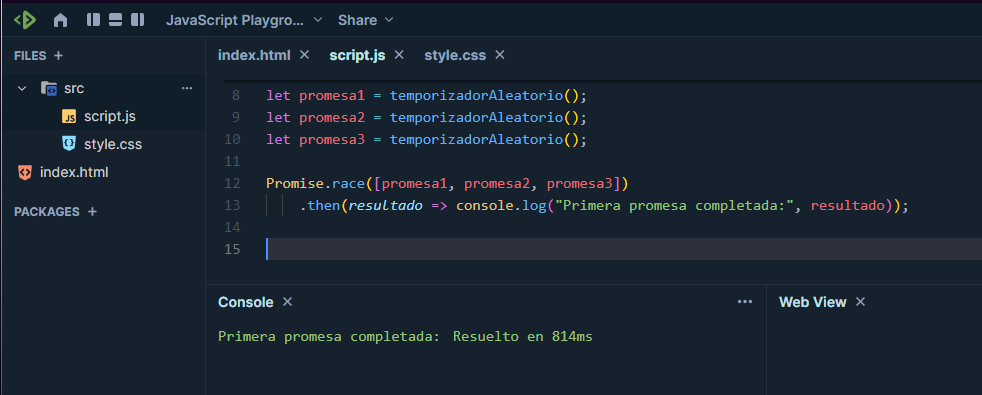 JavaScript Playgro... Share
FILES +
src ...
JS script.js
style.css
index.html
PACKAGES +
index.html × script.js × style.css ×
8 let promesa1 = temporizadorAleatorio();
9 let promesa2 = temporizadorAleatorio();
10 let promesa3 = temporizadorAleatorio();
11
12 Promise.race([promesa1, promesa2, promesa3])
13 .then(resultado => console.log("Primera promesa completada:", resultado));
14
15
Console × ...
Primera promesa completada: Resuelto en 814ms
Web View ×